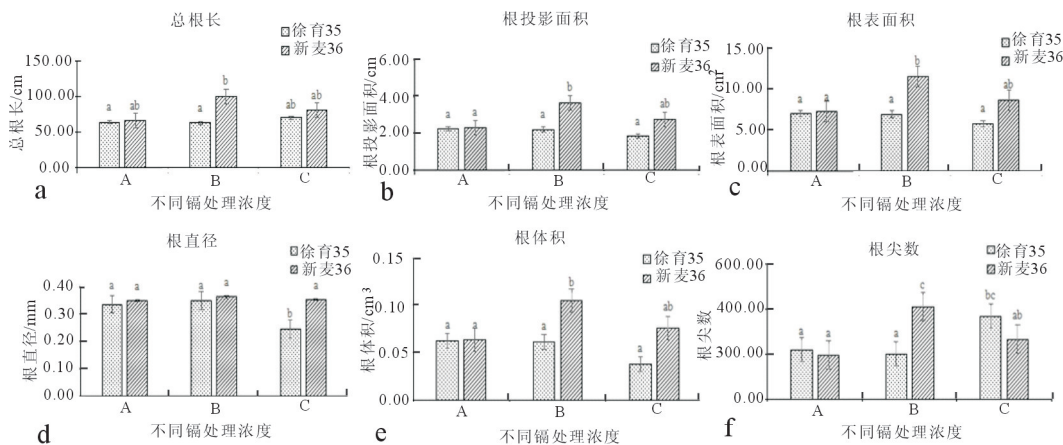 总根长
徐育35
新麦36
总根长/cm
150.00
100.00
50.00
0.00
a ab a b ab ab
A B C
不同镉处理浓度
a
根投影面积
徐育35
新麦36
根投影面积/cm
6.00
4.00
2.00
0.00
a a a b a ab
A B C
不同镉处理浓度
b
根表面积
徐育35
新麦36
根表面积/cm²
15.00
10.00
5.00
0.00
a a a b a ab
A B C
不同镉处理浓度
c
根直径
徐育35
新麦36
根直径/mm
0.40
0.30
0.20
0.10
0.00
a a a a b a
A B C
不同镉处理浓度
d
根体积
徐育35
新麦36
根体积/cm³
0.15
0.10
0.05
0.00
a a a b a ab
A B C
不同镉处理浓度
e
根尖数
徐育35
新麦36
根尖数
600.00
400.00
300.00
0.00
a a a c bc ab
A B C
不同镉处理浓度
f